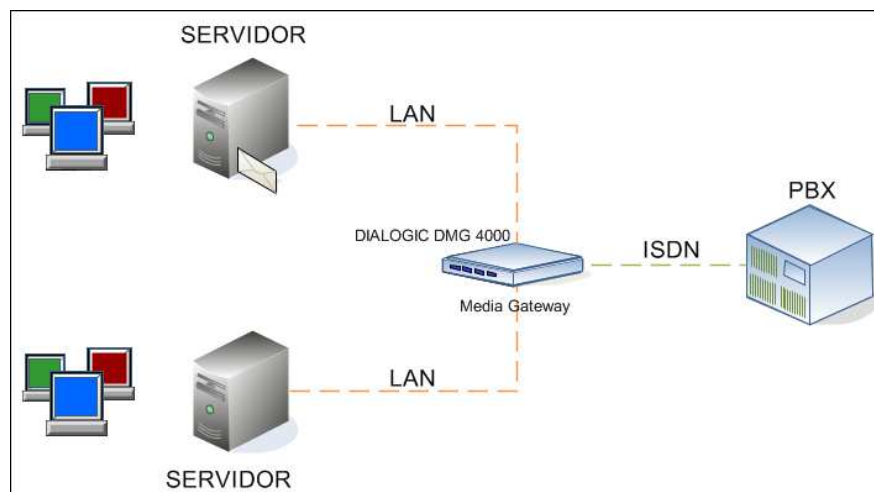 SERVIDOR
LAN
PBX
DIALOGIC DMG 4000
ISDN
Media Gateway
LAN
SERVIDOR